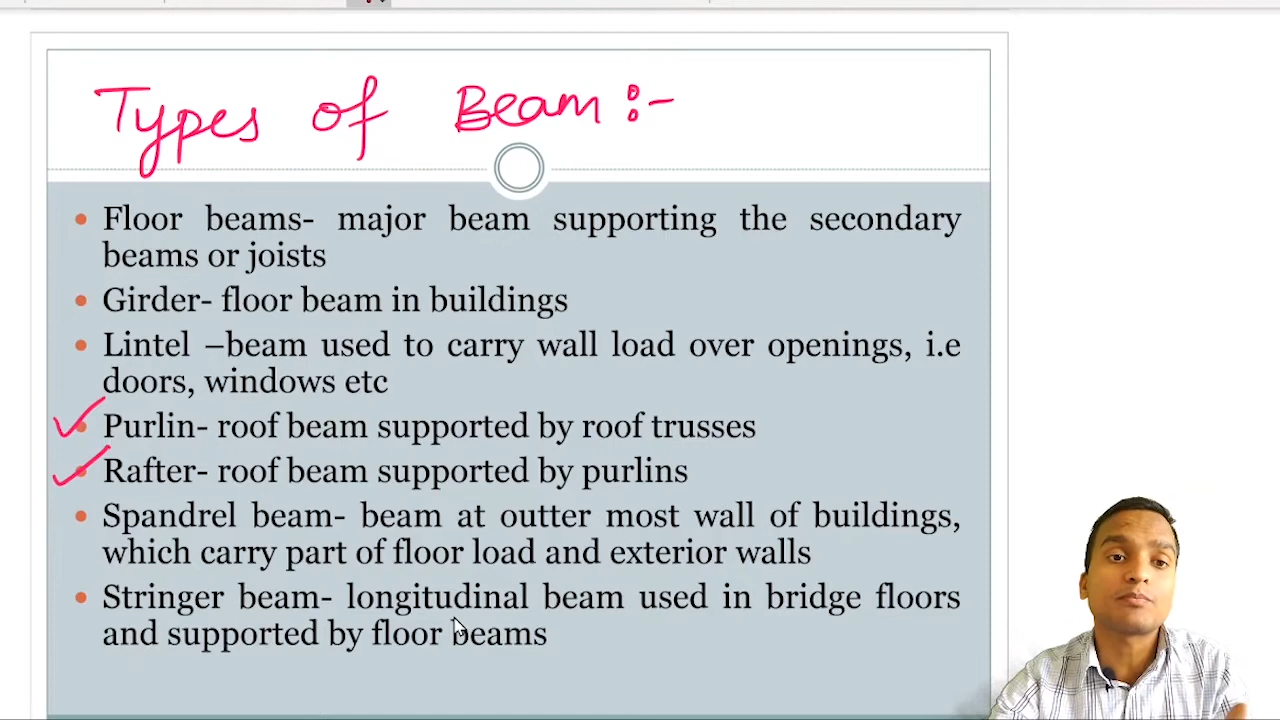 Types of Beam :-
Floor beams- major beam supporting the secondary
beams or joists
Girder- floor beam in buildings
Lintel –beam used to carry wall load over openings, i.e
doors, windows etc
Purlin- roof beam supported by roof trusses
Rafter- roof beam supported by purlins
Spandrel beam- beam at outter most wall of buildings,
which carry part of floor load and exterior walls
Stringer beam- longitudinal beam used in bridge floors
and supported by floor beams